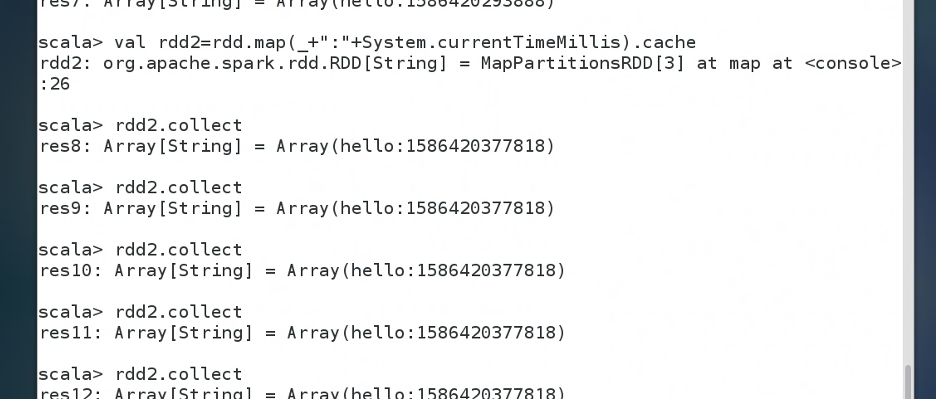 res7: Array[String] = Array(hello:1586420293888)
scala> val rdd2=rdd.map(_+":"+System.currentTimeMillis).cache
rdd2: org.apache.spark.rdd.RDD[String] = MapPartitionsRDD[3] at map at <console>
:26
scala> rdd2.collect
res8: Array[String] = Array(hello:1586420377818)
scala> rdd2.collect
res9: Array[String] = Array(hello:1586420377818)
scala> rdd2.collect
res10: Array[String] = Array(hello:1586420377818)
scala> rdd2.collect
res11: Array[String] = Array(hello:1586420377818)
scala> rdd2.collect
res12: Array[String] = Array(hello:1586420377818)